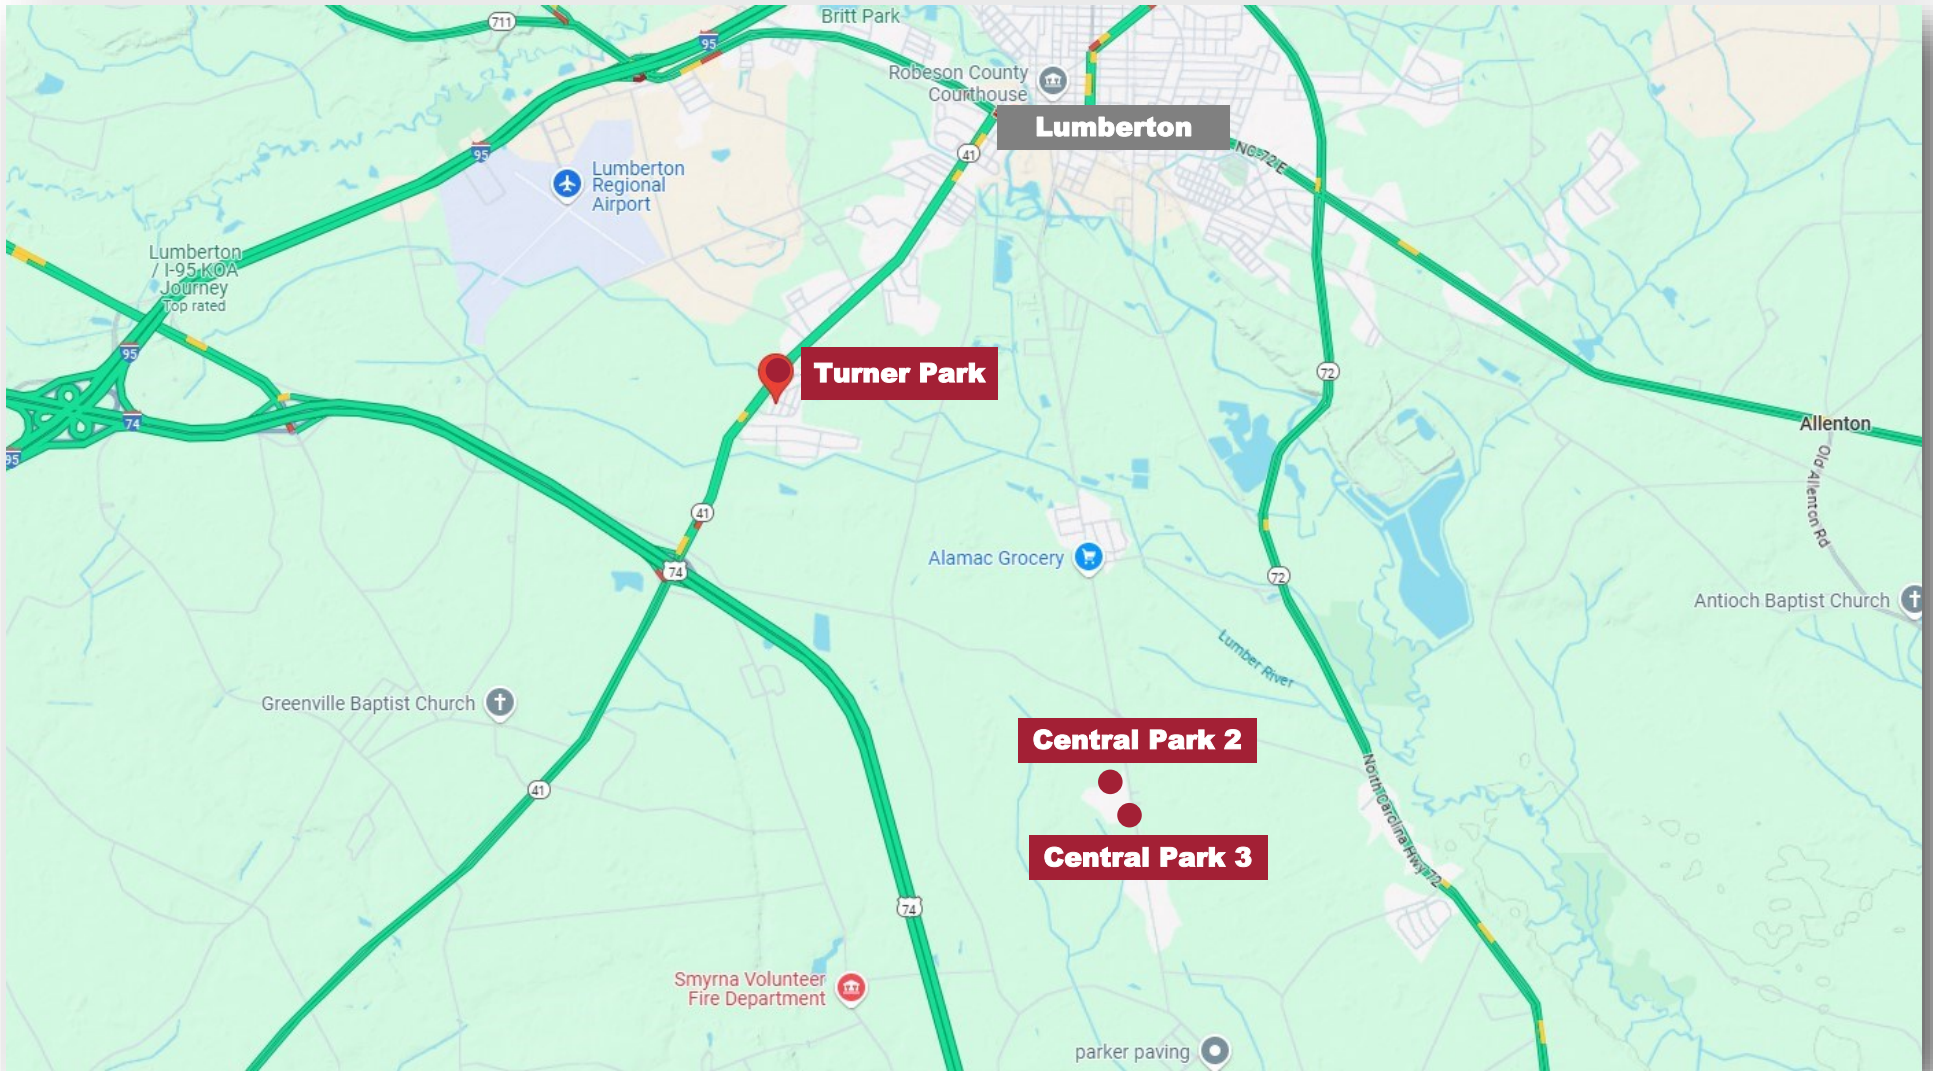 711
Britt Park
95
Robeson County
Courthouse
Lumberton
41
NC-72 E
95
Lumberton
Regional
Airport
Lumberton
/ I-95 KOA
Journey
Top rated
95
Turner Park
72
74
Allenton
95
Old Allenton Rd
41
Alamac Grocery
74
72
Antioch Baptist Church
Lumber River
Greenville Baptist Church
Central Park 2
41
North Carolina Hwy 72
Central Park 3
74
Smyrna Volunteer
Fire Department
parker paving